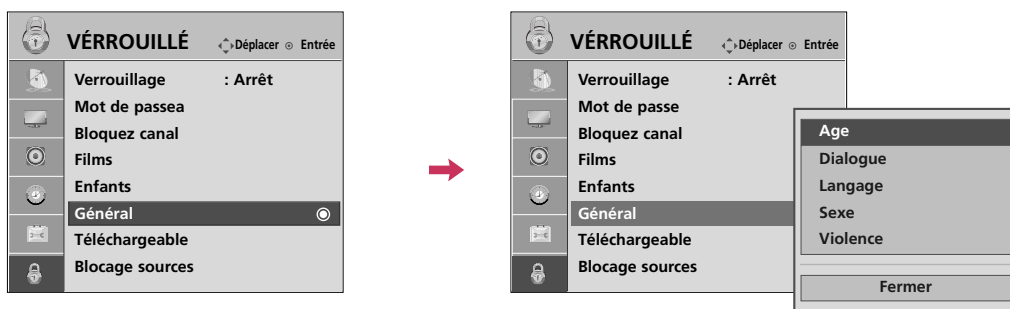 VÉRROUILLÉ Déplacer Entrée
Verrouillage : Arrêt
Mot de passea
Bloquez canal
Films
Enfants
Général
Téléchargeable
Blocage sources
VÉRROUILLÉ Déplacer Entrée
Verrouillage : Arrêt
Mot de passe
Bloquez canal
Films
Enfants
Général
Téléchargeable
Blocage sources
Age
Dialogue
Langage
Sexe
Violence
Fermer